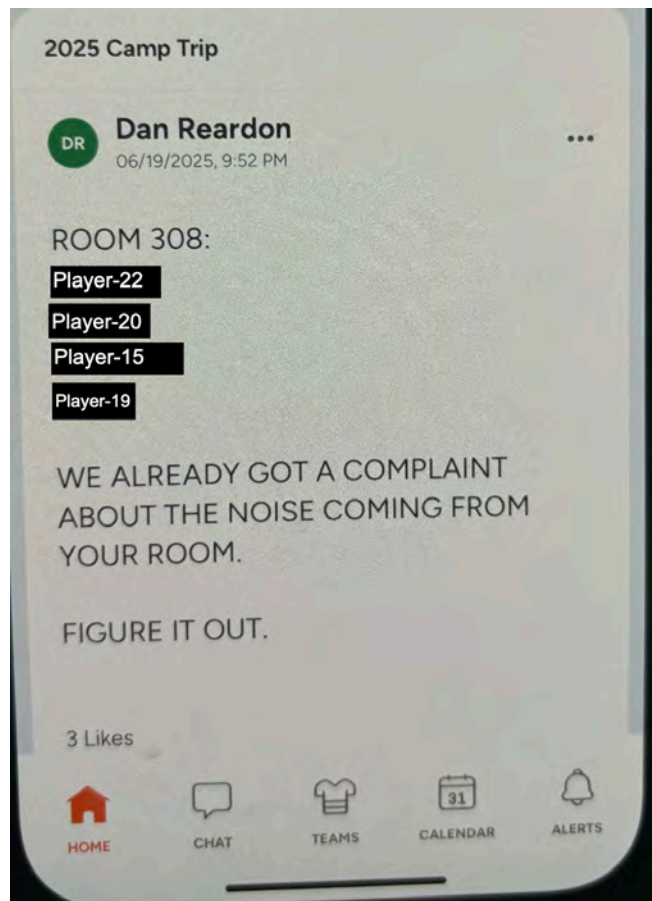 2025 Camp Trip
DR
Dan Reardon
•••
06/19/2025, 9:52 PM
ROOM 308:
Player-22
Player-20
Player-15
Player-19
WE ALREADY GOT A COMPLAINT
ABOUT THE NOISE COMING FROM
YOUR ROOM.
FIGURE IT OUT.
3 Likes
31
HOME
CHAT
TEAMS
CALENDAR
ALERTS